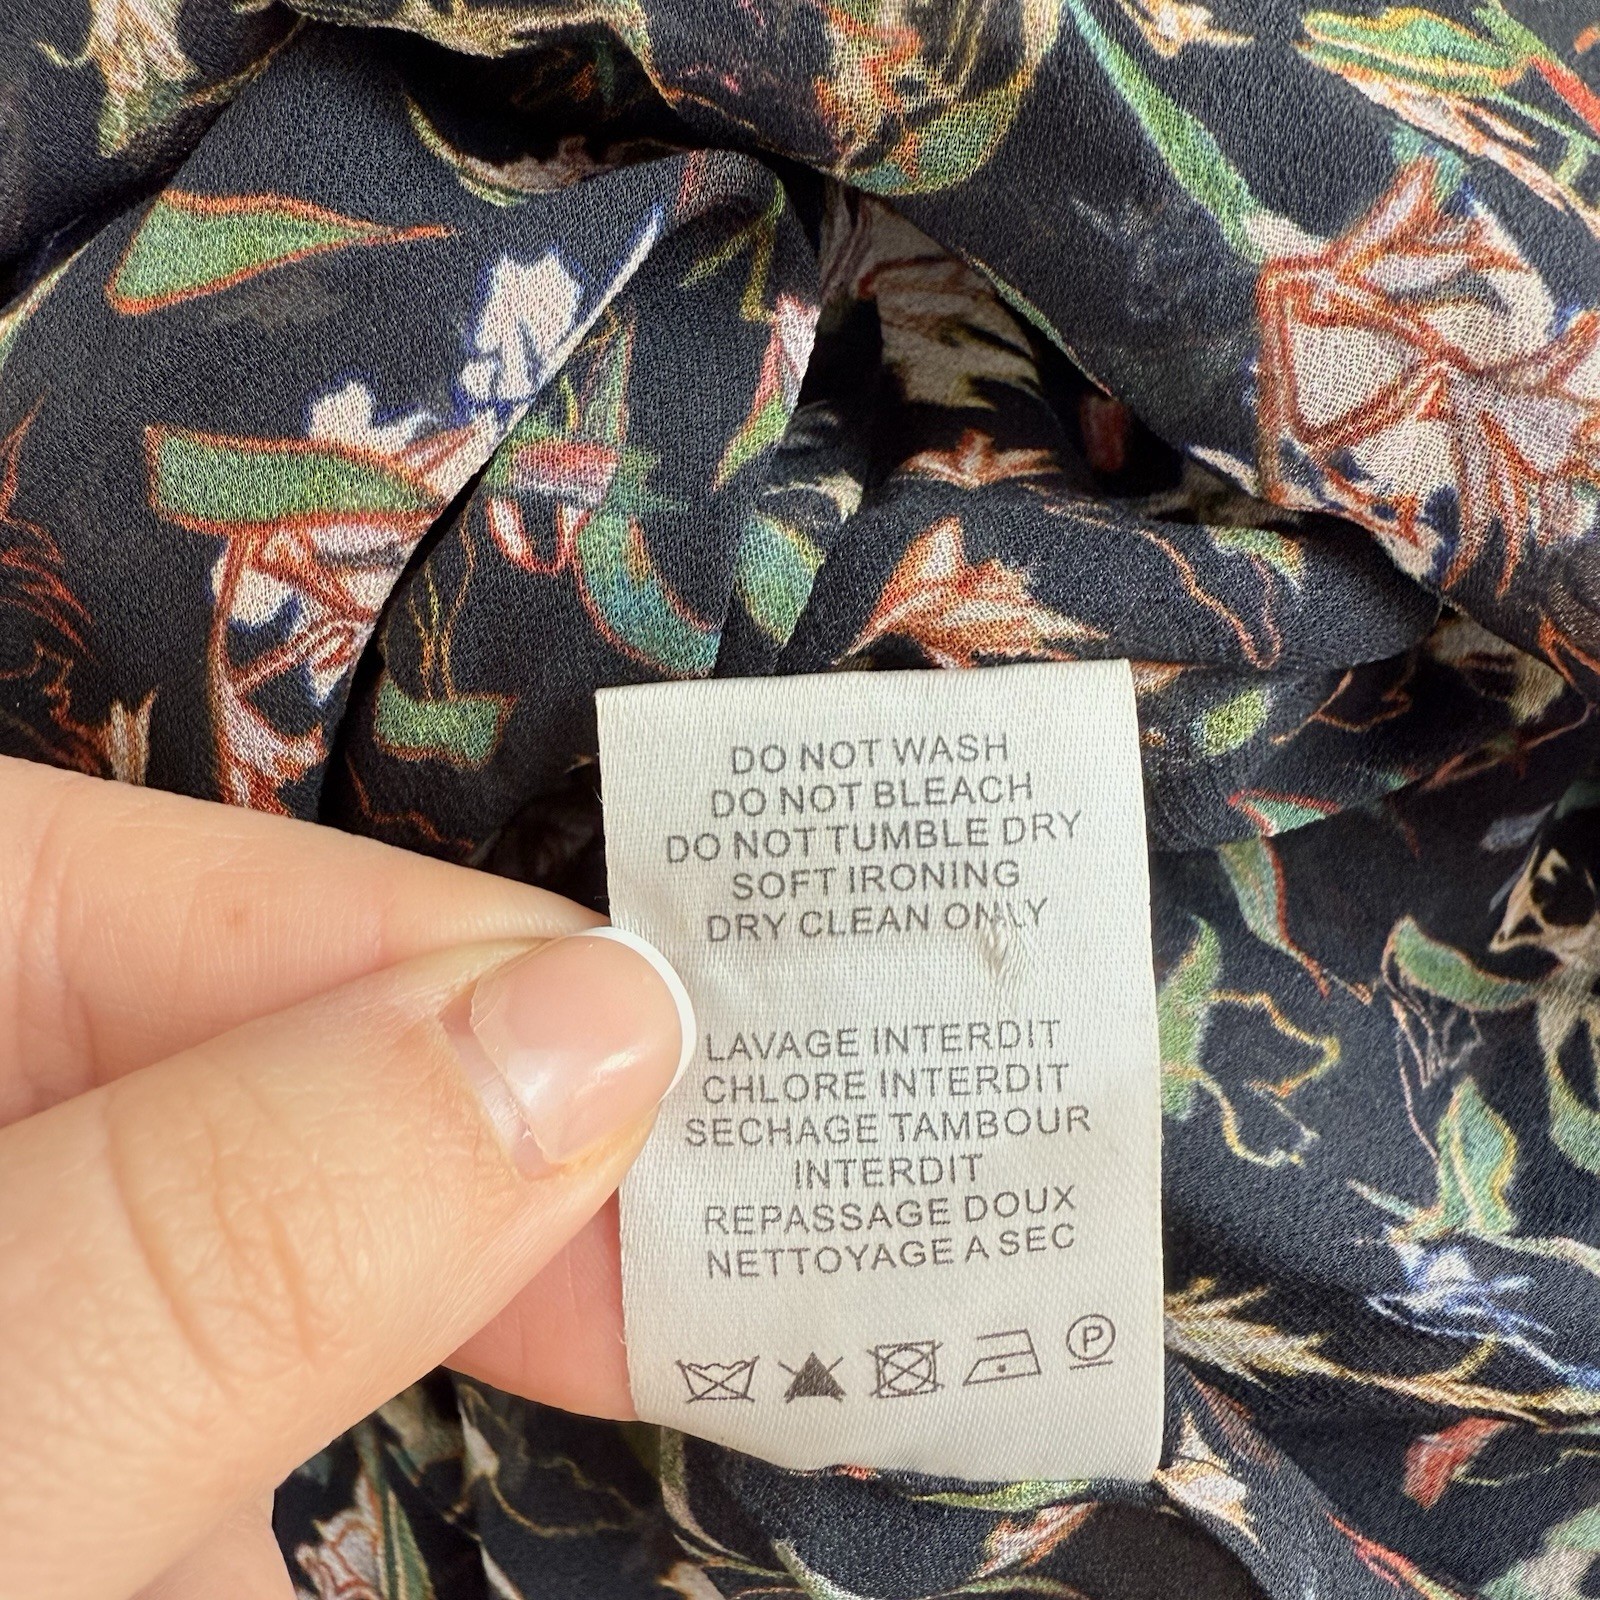 DO NOT WASH
DO NOT BLEACH
DO NOT TUMBLE DRY
SOFT IRONING
DRY CLEAN ONLY
LAVAGE INTERDIT
CHLORE INTERDIT
SECHAGE TAMBOUR
INTERDIT
REPASSAGE DOUX
NETTOYAGE A SEC
P